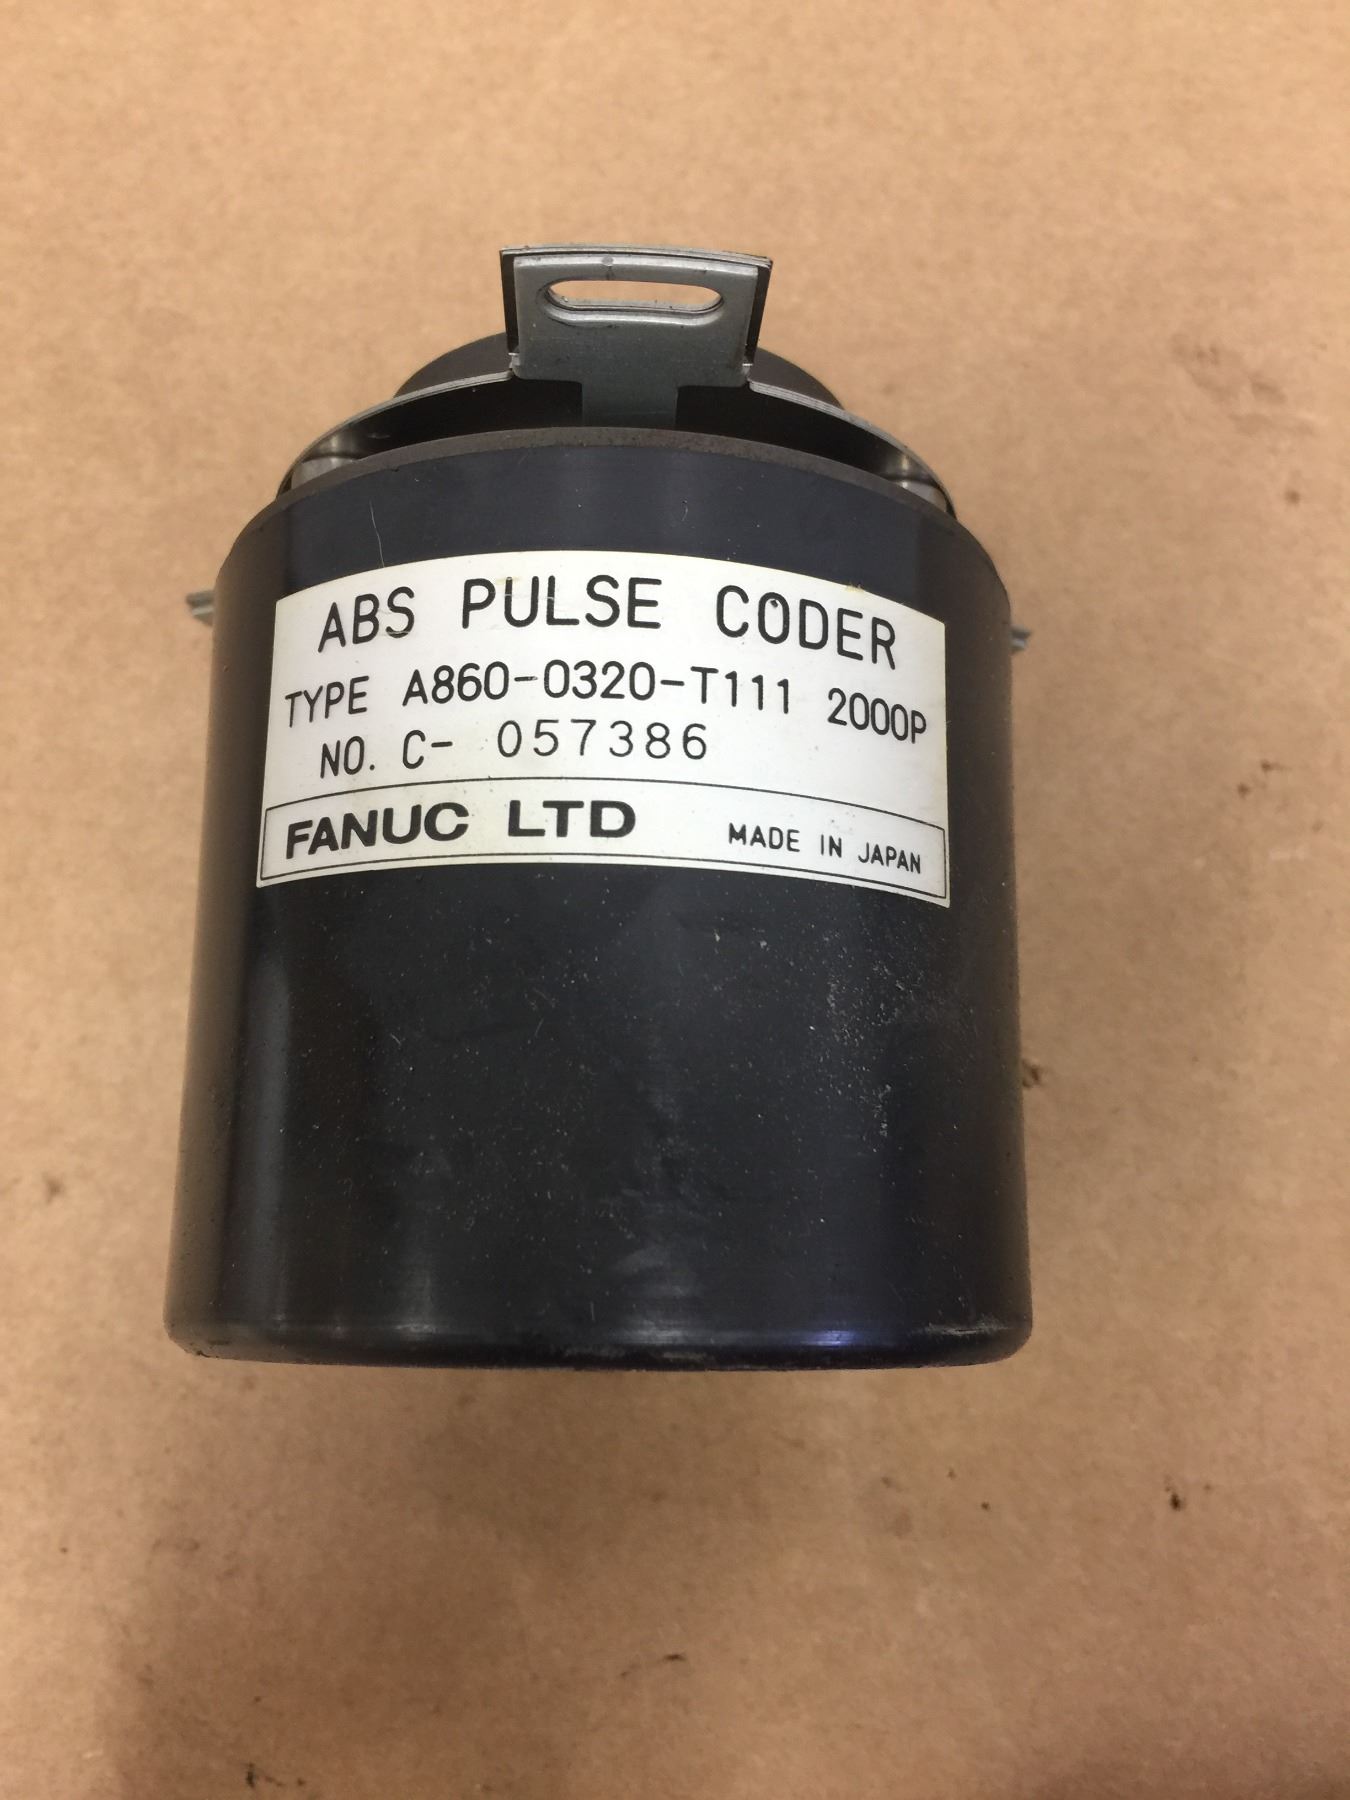 ABS PULSE CODER
TYPE A860-0320-T111 2000P
NO. C- 057386
FANUC LTD MADE IN JAPAN